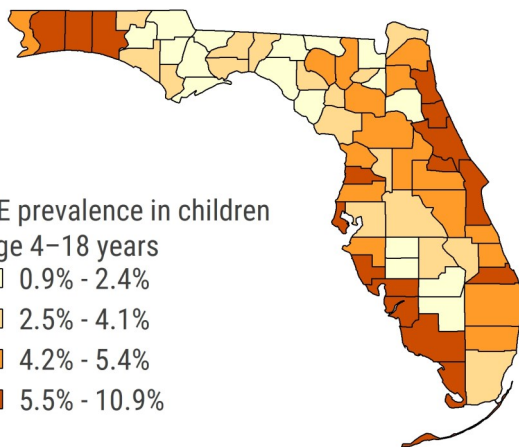 E prevalence in children
ge 4–18 years
0.9% - 2.4%
2.5% - 4.1%
4.2% - 5.4%
5.5% - 10.9%